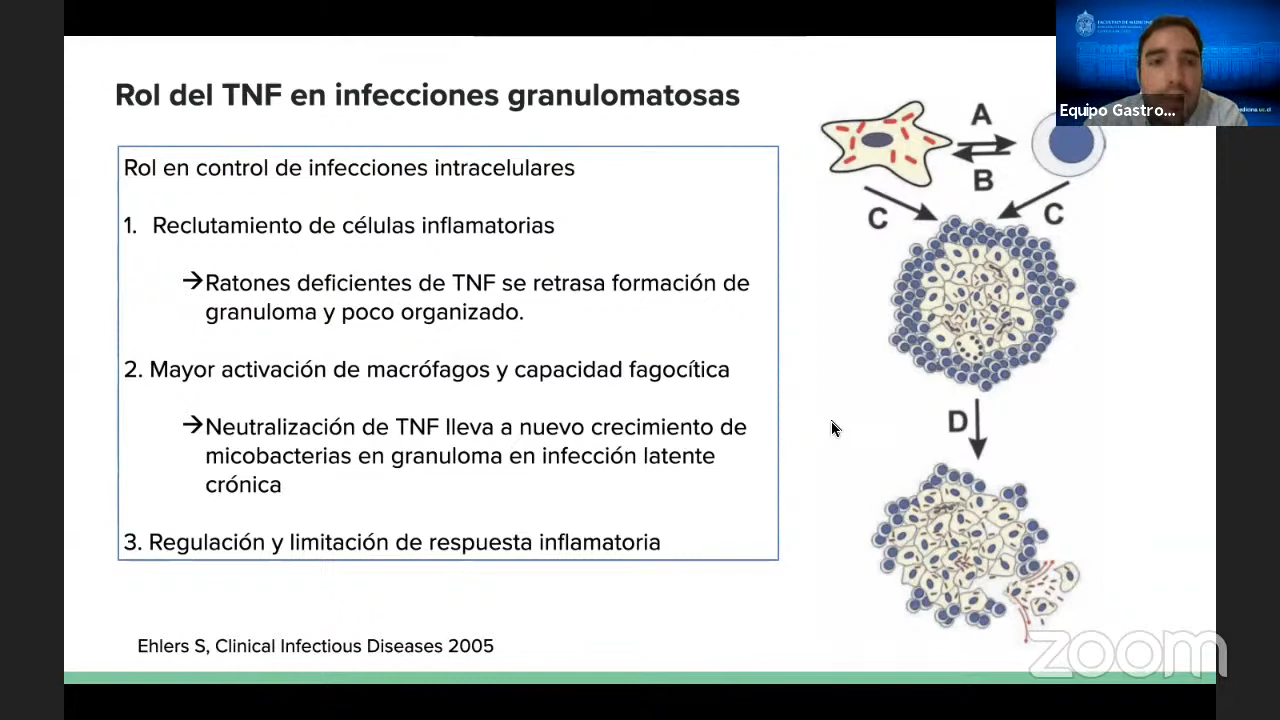 Rol del TNF en infecciones granulomatosas
Rol en control de infecciones intracelulares
1. Reclutamiento de células inflamatorias
→Ratones deficientes de TNF se retrasa formación de
granuloma y poco organizado.
2. Mayor activación de macrófagos y capacidad fagocítica
→Neutralización de TNF lleva a nuevo crecimiento de
micobacterias en granuloma en infección latente
crónica
3. Regulación y limitación de respuesta inflamatoria
Ehlers S, Clinical Infectious Diseases 2005
A
B
C
C
D
FACULTAD DE MEDICINA
Equipo Gastro...
zoom